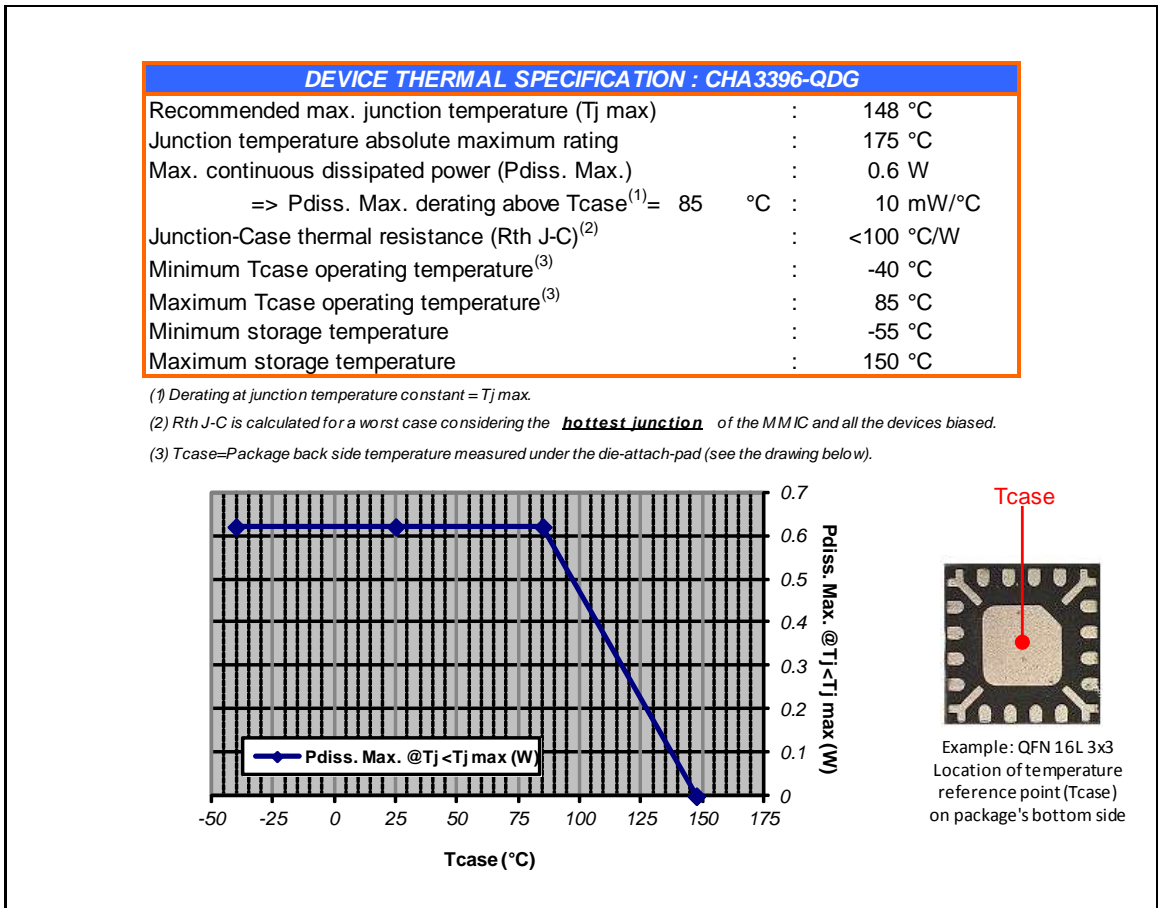 DEVICE THERMAL SPECIFICATION : CHA3396-QDG
Recommended max. junction temperature (Tj max) : 148 °C
Junction temperature absolute maximum rating : 175 °C
Max. continuous dissipated power (Pdiss. Max.) : 0.6 W
=> Pdiss. Max. derating above Tcase(1)= 85 °C : 10 mW/°C
Junction-Case thermal resistance (Rth J-C)(2) : <100 °C/W
Minimum Tcase operating temperature(3) : -40 °C
Maximum Tcase operating temperature(3) : 85 °C
Minimum storage temperature : -55 °C
Maximum storage temperature : 150 °C
(1) Derating at junction temperature constant = Tj max.
(2) Rth J-C is calculated for a worst case considering the hottest junction of the MMIC and all the devices biased.
(3) Tcase=Package back side temperature measured under the die-attach-pad (see the drawing below).
0.7
0.6
0.5
0.4
0.3
0.2
0.1
0
Pdiss. Max. @Tj<Tj max (W)
Pdiss. Max. @Tj<Tj max (W)
-50 -25 0 25 50 75 100 125 150 175
Tcase (°C)
Tcase
Example: QFN 16L 3x3
Location of temperature
reference point (Tcase)
on package's bottom side